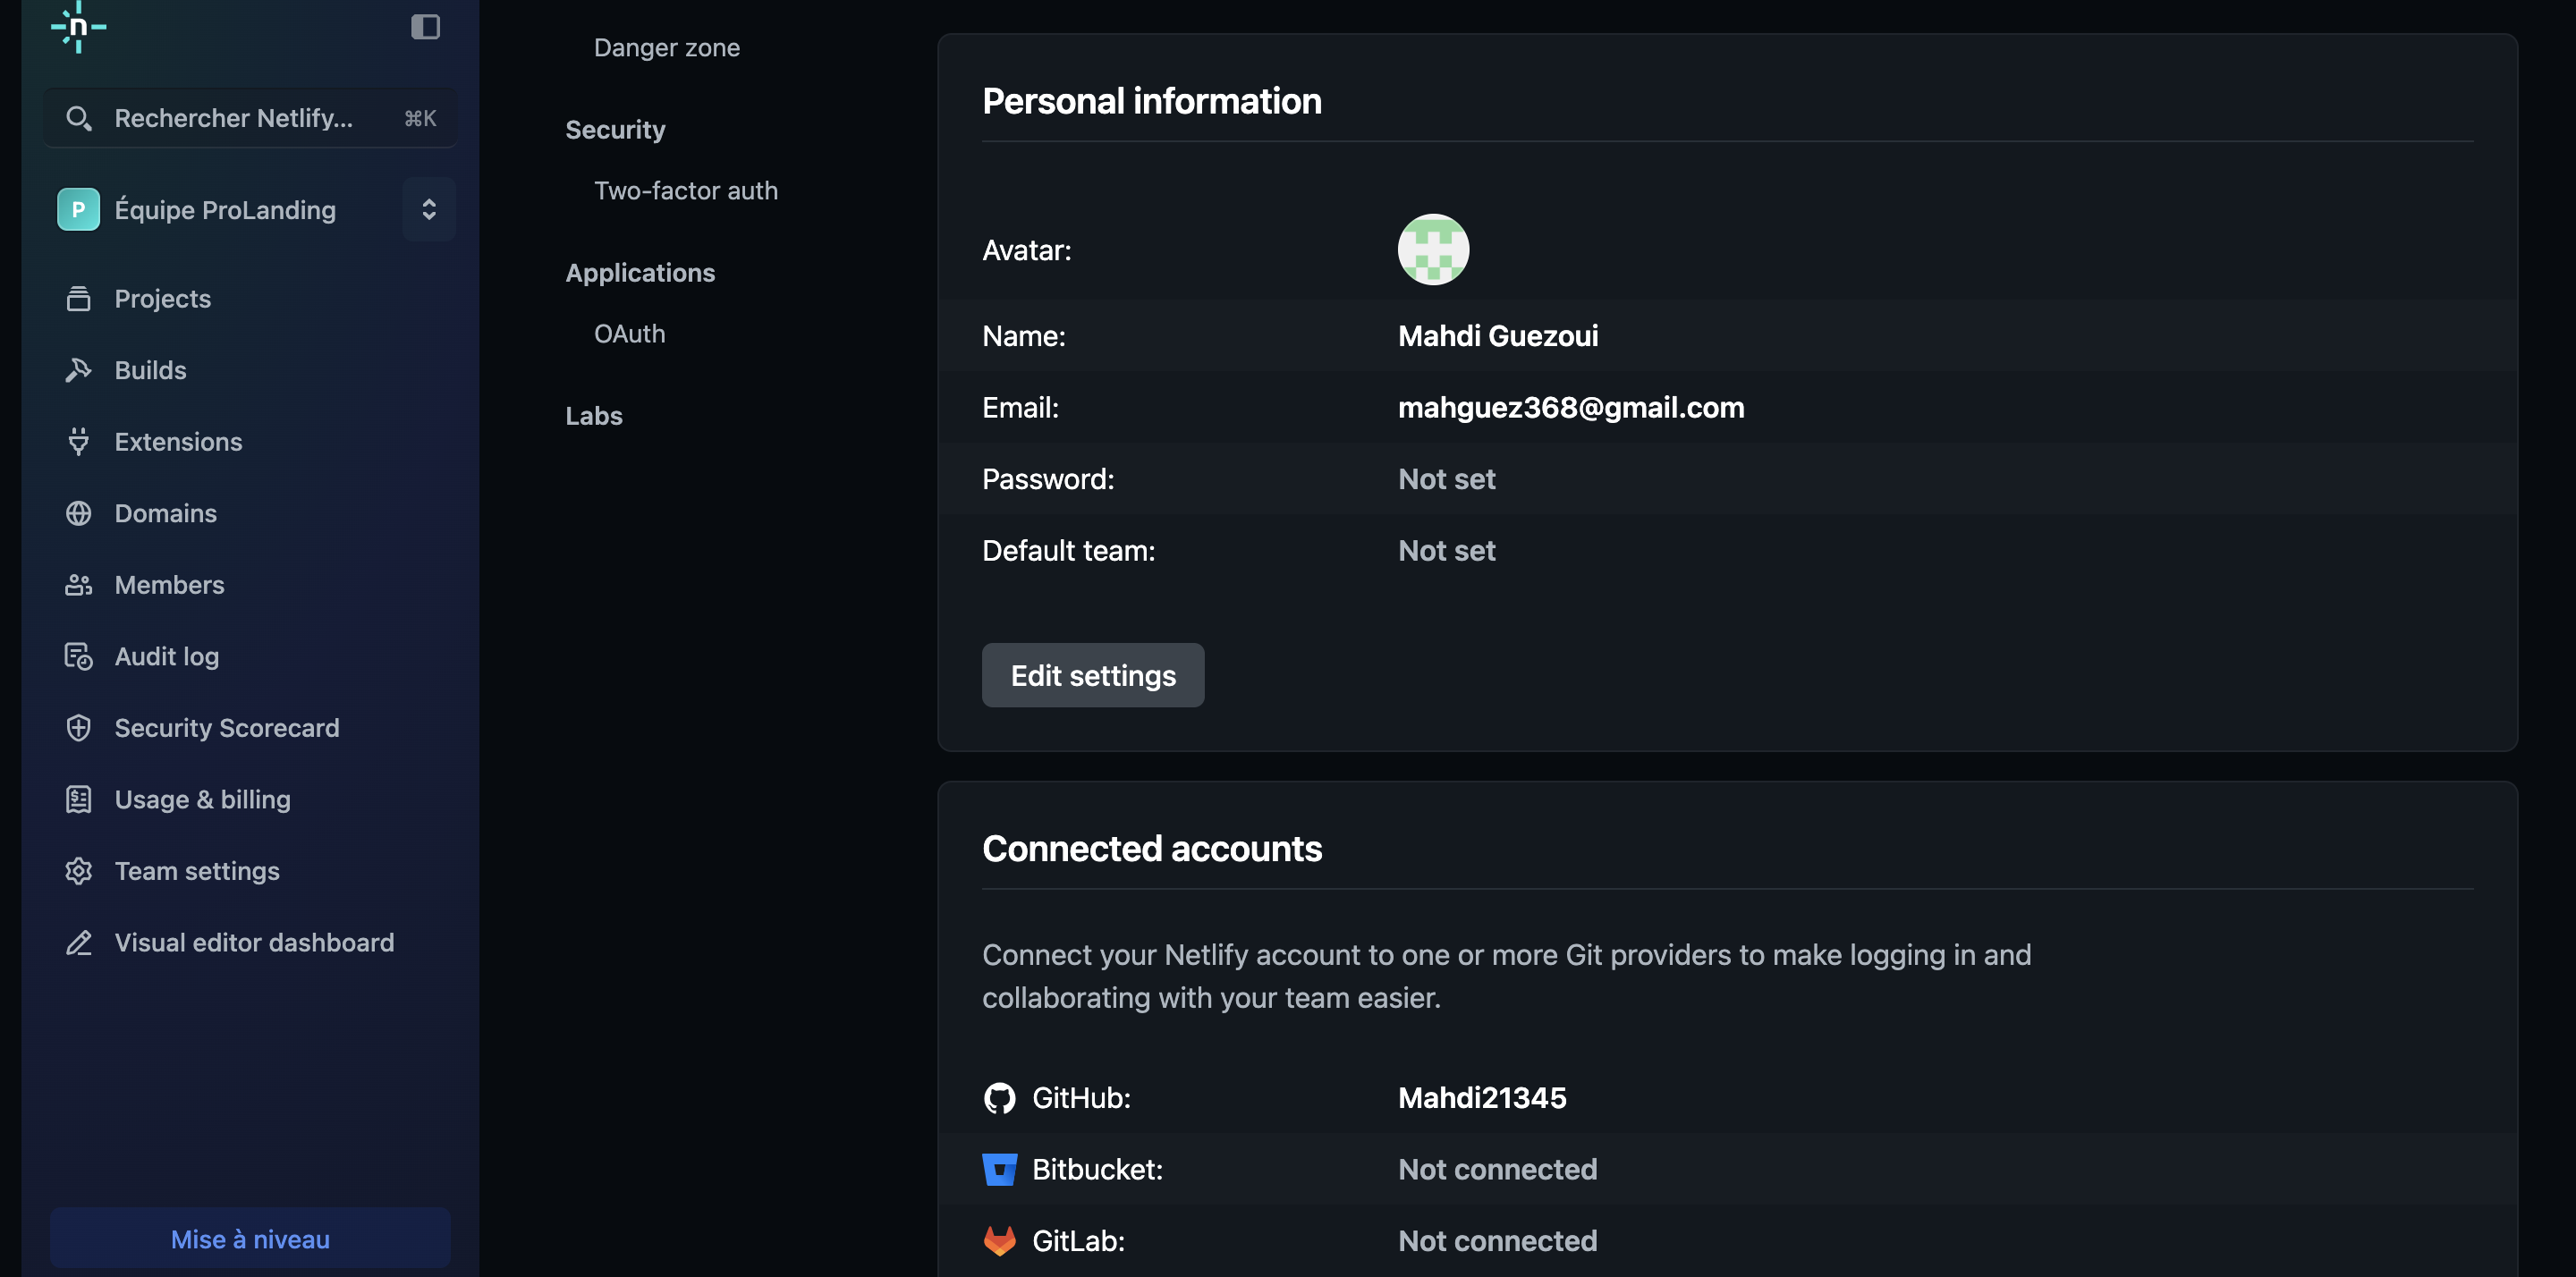 n
Rechercher Netlify...
⌘K
P
Équipe ProLanding
Projects
Builds
Extensions
Domains
Members
Audit log
Security Scorecard
Usage & billing
Team settings
Visual editor dashboard
Mise à niveau
Danger zone
Security
Two-factor auth
Applications
OAuth
Labs
Personal information
Avatar:
Name: Mahdi Guezoui
Email: mahguez368@gmail.com
Password: Not set
Default team: Not set
Edit settings
Connected accounts
Connect your Netlify account to one or more Git providers to make logging in and
collaborating with your team easier.
GitHub: Mahdi21345
Bitbucket: Not connected
GitLab: Not connected